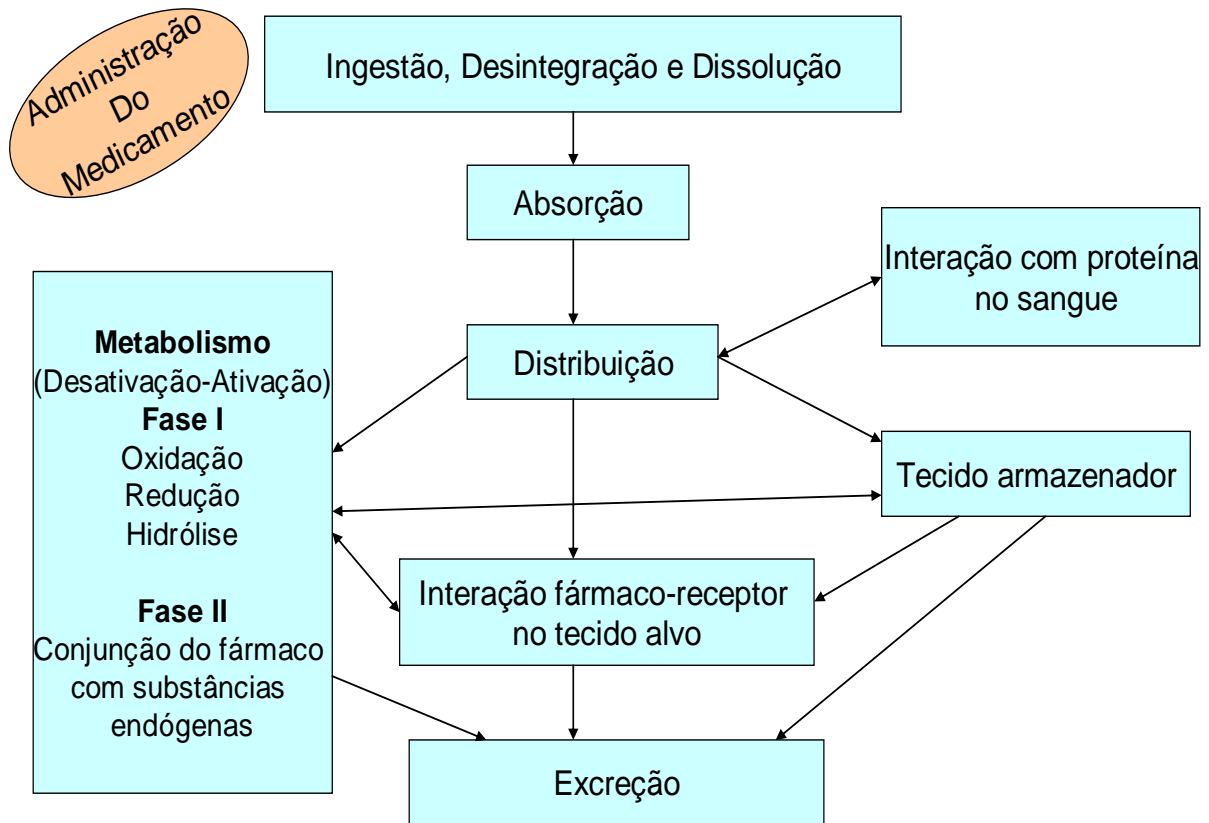 Administração
Do
Medicamento
Ingestão, Desintegração e Dissolução
Absorção
Interação com proteína
no sangue
Metabolismo
(Desativação-Ativação)
Fase I
Oxidação
Redução
Hidrólise
Fase II
Conjunção do fármaco
com substâncias
endógenas
Distribuição
Tecido armazenador
Interação fármaco-receptor
no tecido alvo
Excreção